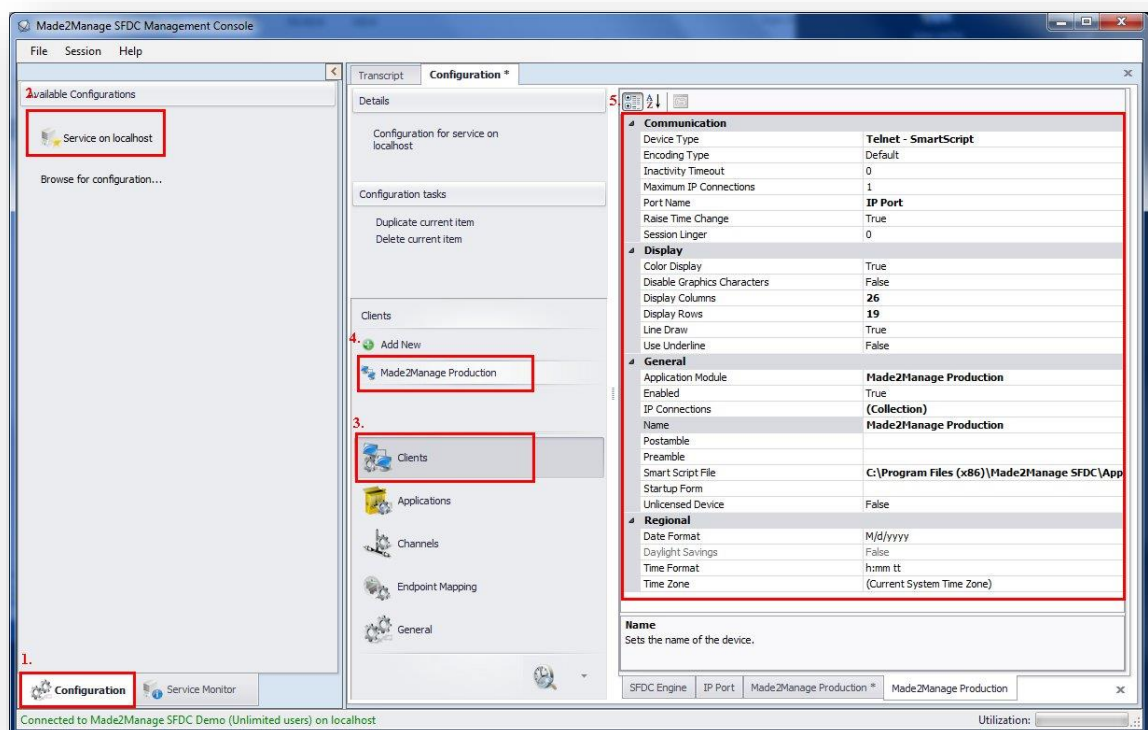 Made2Manage SFDC Management Console
File Session Help
2. Available Configurations
Service on localhost
Browse for configuration...
1.
Configuration
Service Monitor
Connected to Made2Manage SFDC Demo (Unlimited users) on localhost
Transcript
Configuration *
Details
Configuration for service on
localhost
Configuration tasks
Duplicate current item
Delete current item
Clients
4. Add New
Made2Manage Production
3.
Clients
Applications
Channels
Endpoint Mapping
General
5.
Communication
Device Type Telnet - SmartScript
Encoding Type Default
Inactivity Timeout 0
Maximum IP Connections 1
Port Name IP Port
Raise Time Change True
Session Linger 0
Display
Color Display True
Disable Graphics Characters False
Display Columns 26
Display Rows 19
Line Draw True
Use Underline False
General
Application Module Made2Manage Production
Enabled True
IP Connections (Collection)
Name Made2Manage Production
Postamble
Preamble
Smart Script File C:\Program Files (x86)\Made2Manage SFDC\App
Startup Form
Unlicensed Device False
Regional
Date Format M/d/yyyy
Daylight Savings False
Time Format h:mm tt
Time Zone (Current System Time Zone)
Name
Sets the name of the device.
SFDC Engine
IP Port
Made2Manage Production *
Made2Manage Production
Utilization: